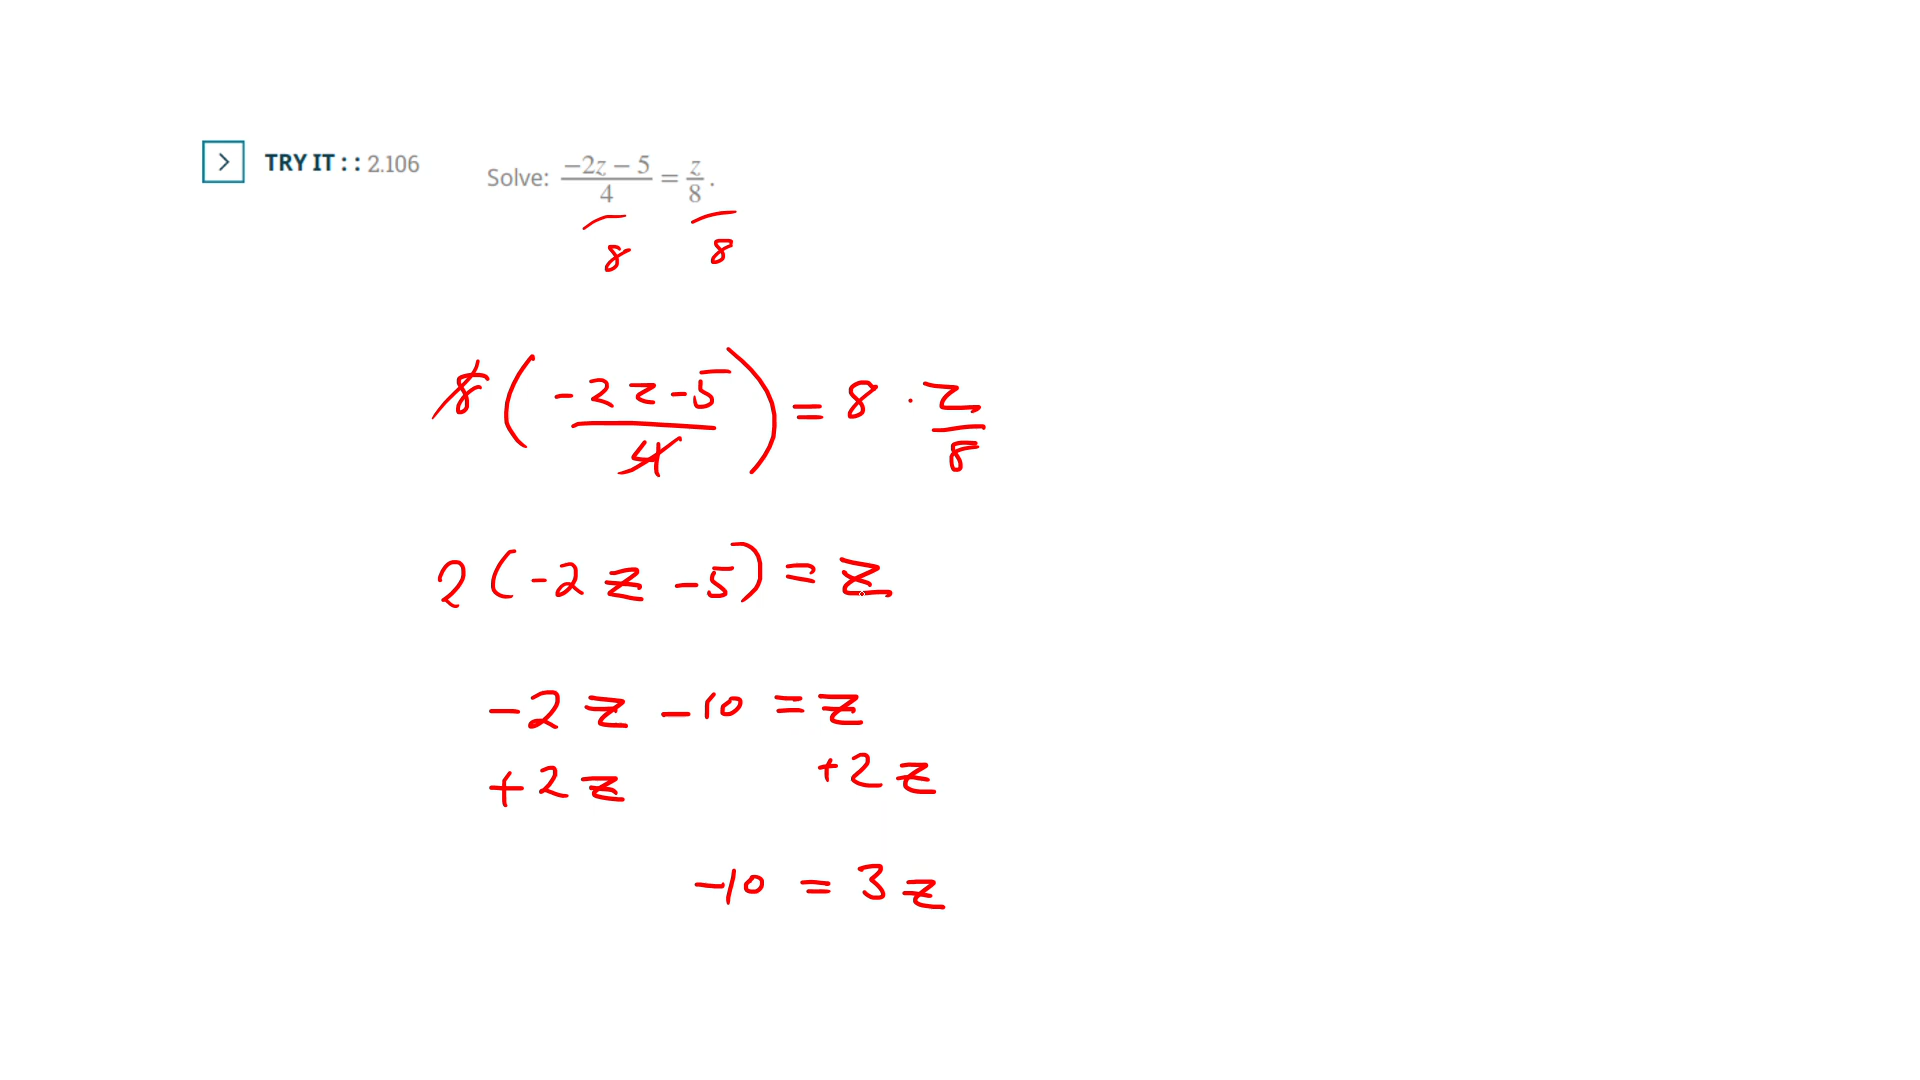 > TRY IT : : 2.106 Solve: (−2z − 5)/4 = z/8 .
8 8
8 ( (-2z-5)/4 ) = 8 · z/8
2 (-2z -5) = z
-2z -10 = z
+2z +2z
-10 = 3z